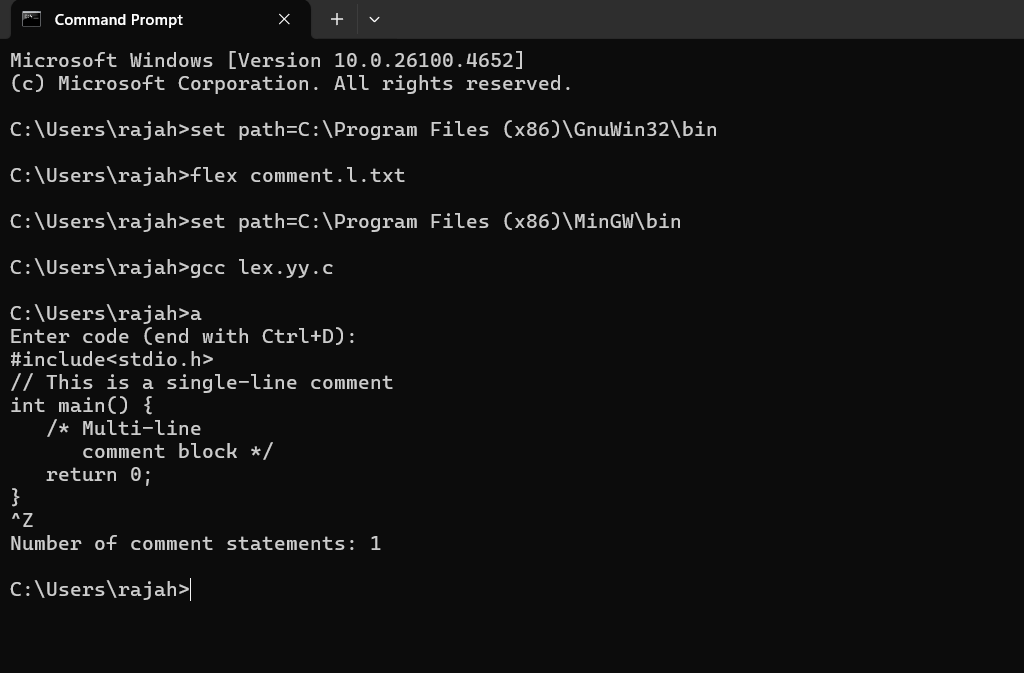 Command Prompt
Microsoft Windows [Version 10.0.26100.4652]
(c) Microsoft Corporation. All rights reserved.
C:\Users\rajah>set path=C:\Program Files (x86)\GnuWin32\bin
C:\Users\rajah>flex comment.l.txt
C:\Users\rajah>set path=C:\Program Files (x86)\MinGW\bin
C:\Users\rajah>gcc lex.yy.c
C:\Users\rajah>a
Enter code (end with Ctrl+D):
#include<stdio.h>
// This is a single-line comment
int main() {
   /* Multi-line
      comment block */
   return 0;
}
^Z
Number of comment statements: 1
C:\Users\rajah>